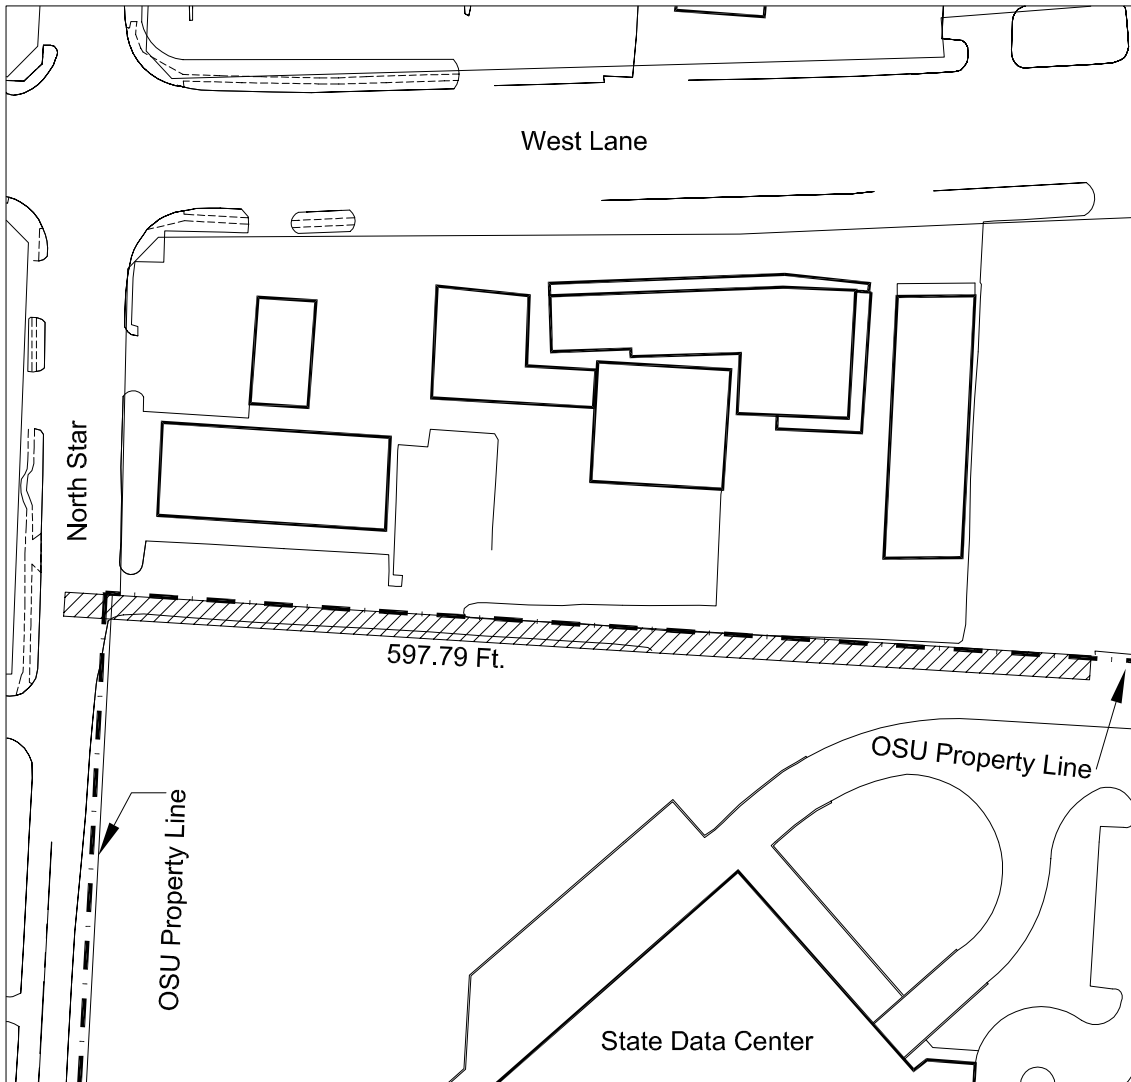 West Lane
North Star
597.79 Ft.
OSU Property Line
OSU Property Line
State Data Center